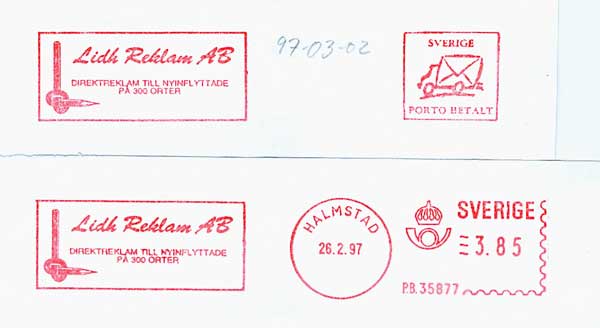 Lidh Reklam AB
DIREKTREKLAM TILL NYINFLYTTADE
PÅ 300 ORTER
97-03-02
SVERIGE
PORTO BETALT
Lidh Reklam AB
DIREKTREKLAM TILL NYINFLYTTADE
PÅ 300 ORTER
HALMSTAD
26.2.97
SVERIGE
3.85
P.B.35877